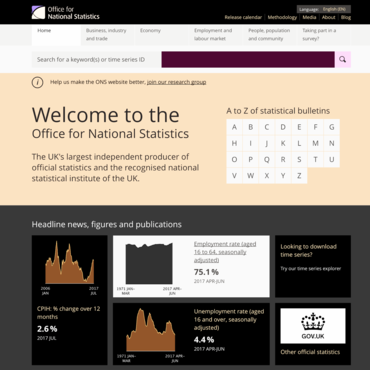 Office for
National Statistics
Language: English (EN)
Release calendar | Methodology | Media | About | Blog
Home
Business, industry
and trade
Economy
Employment and
labour market
People, population
and community
Taking part in a
survey?
Search for a keyword(s) or time series ID
Help us make the ONS website better, join our research group
Welcome to the
Office for National Statistics
The UK's largest independent producer of
official statistics and the recognised national
statistical institute of the UK.
A to Z of statistical bulletins
A B C D E F G
H I J K L M N
O P Q R S T U
V W X Y Z
Headline news, figures and publications
2006
JAN
2017
JUL
CPIH: % change over 12
months
2.6%
2017 JUL
1971 JAN-
MAR
2017 APR-
JUN
Employment rate (aged
16 to 64, seasonally
adjusted)
75.1%
2017 APR-JUN
1971 JAN-
MAR
2017 APR-
JUN
Unemployment rate (aged
16 and over, seasonally
adjusted)
4.4%
2017 APR-JUN
Looking to download
time series?
Try our time series explorer
GOV.UK
Other official statistics